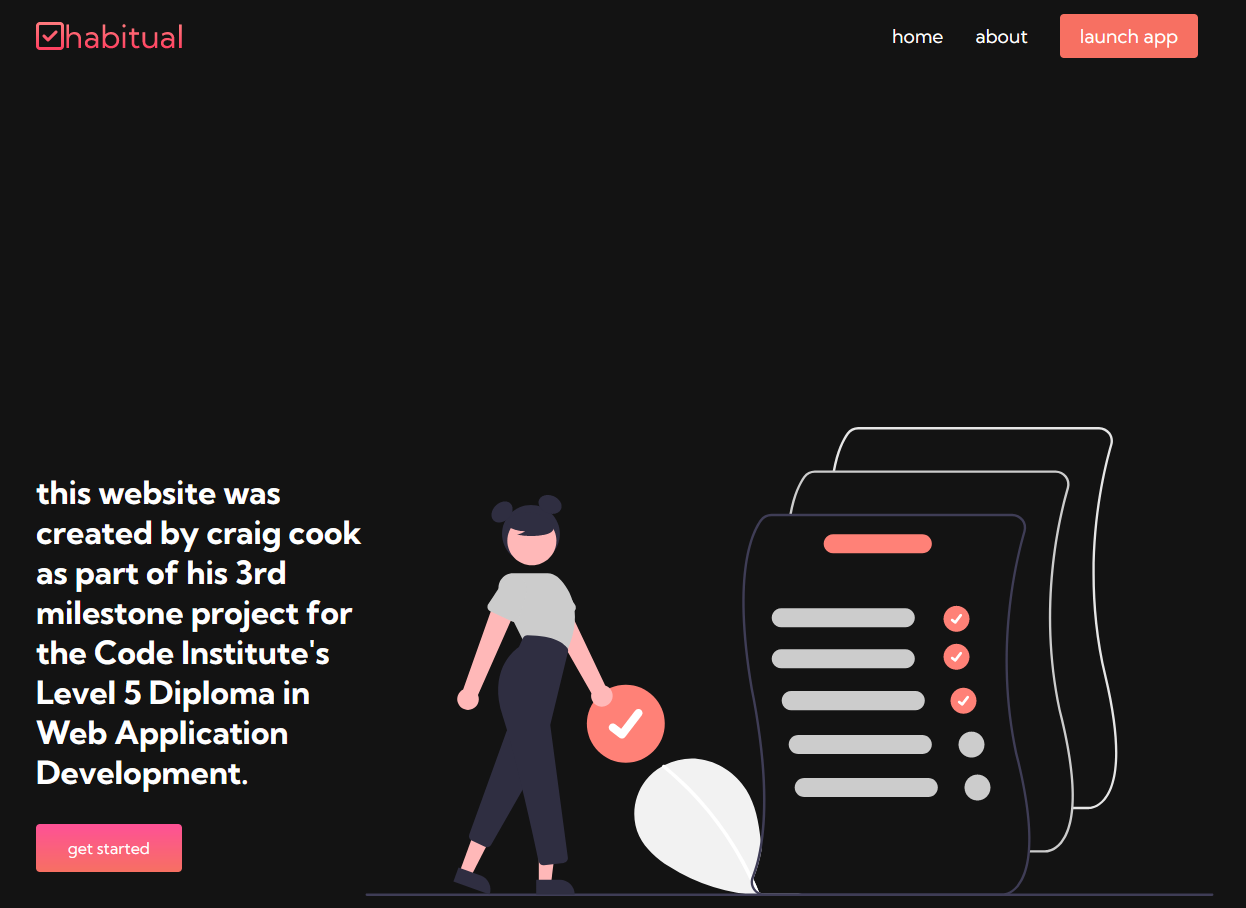 habitual
home
about
launch app
this website was
created by craig cook
as part of his 3rd
milestone project for
the Code Institute's
Level 5 Diploma in
Web Application
Development.
get started